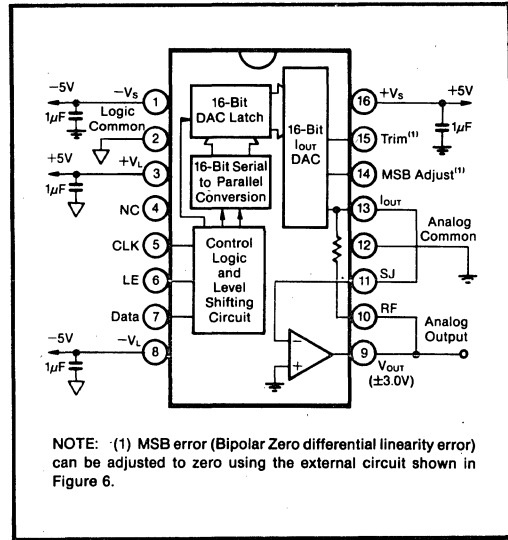 −5V
1µF
−VS
1
Logic
Common
2
+5V
+VL
1µF
3
NC
4
CLK
5
LE
6
Data
7
−5V
−VL
1µF
8
16-Bit
DAC Latch
16-Bit Serial
to Parallel
Conversion
Control
Logic
and
Level
Shifting
Circuit
16-Bit
IOUT
DAC
−
+
16
+VS
+5V
1µF
15
Trim(1)
14
MSB Adjust(1)
13
IOUT
Analog
Common
12
11
SJ
10
RF
Analog
Output
9
VOUT
(±3.0V)
NOTE: (1) MSB error (Bipolar Zero differential linearity error)
can be adjusted to zero using the external circuit shown in
Figure 6.